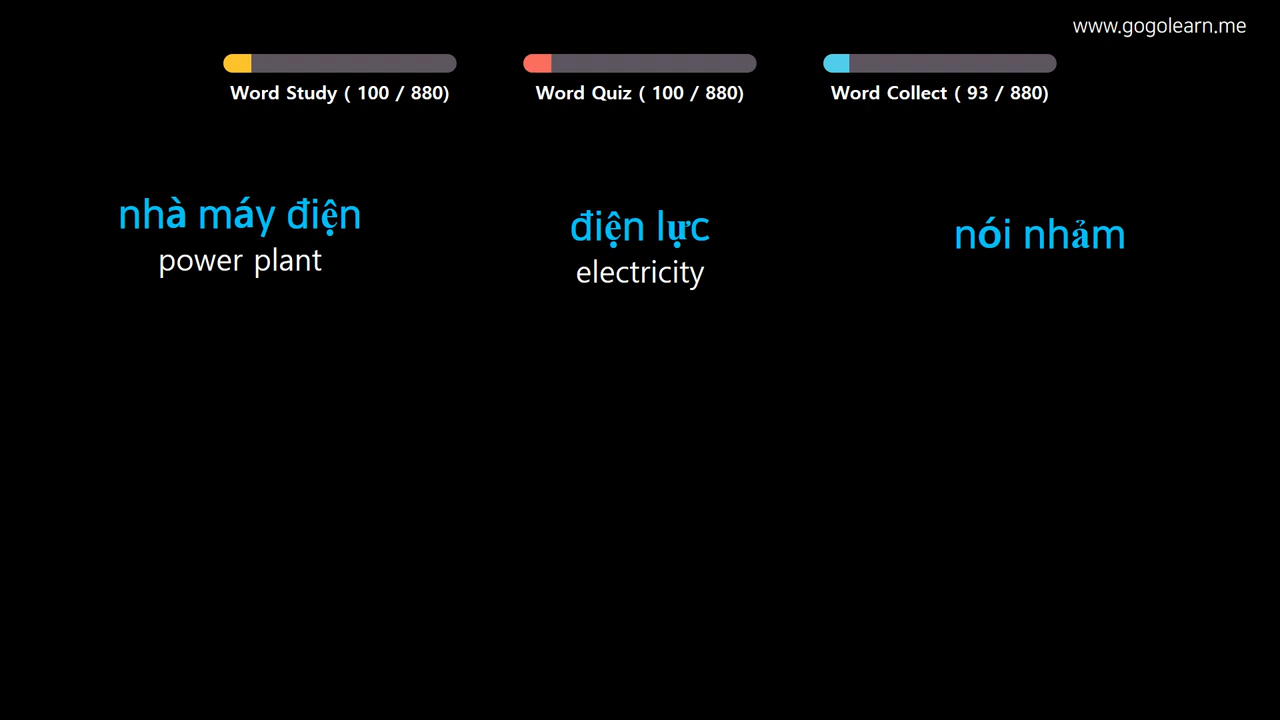 www.gogolearn.me
Word Study ( 100 / 880)
Word Quiz ( 100 / 880)
Word Collect ( 93 / 880)
nhà máy điện
power plant
điện lực
electricity
nói nhảm